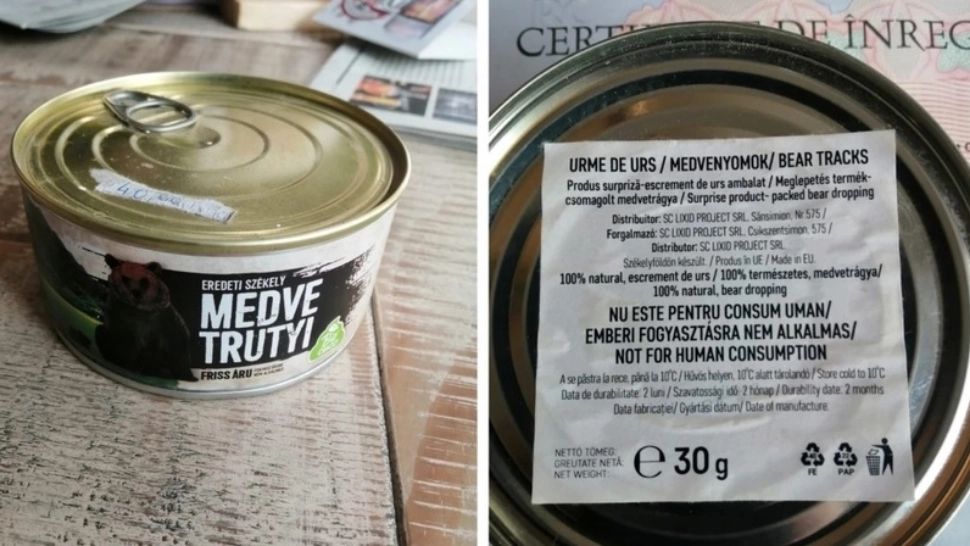 40,
EREDETI SZÉKELY
MEDVE
TRUTYI
FRISS ÁRU
URME DE URS / MEDVENYOMOK/ BEAR TRACKS
Produs surpriză-escrement de urs ambalat / Meglepetés termék-
csomagolt medvetrágya / Surprise product- packed bear dropping
Distribuitor: SC LIXID PROJECT SRL. Sânsimion, Nr 575 /
Forgalmazó: SC LIXID PROJECT SRL. Csíkszentsimon, 575 /
Distributor: SC LIXID PROJECT SRL
Székelyföldön készült. / Produs în UE / Made in EU.
100% natural, escrement de urs / 100% természetes, medvetrágya/
100% natural, bear dropping
NU ESTE PENTRU CONSUM UMAN/
EMBERI FOGYASZTÁSRA NEM ALKALMAS/
NOT FOR HUMAN CONSUMPTION
A se păstra la rece, până la 10°C / Hűvös helyen, 10°C alatt tárolandó / Store cold to 10°C
Data de durabilitate: 2 luni / Szavatossági idő: 2 hónap / Durability date: 2 months
Data fabricației / Gyártási dátum/ Date of manufacture:
NETTÓ TÖMEG:
GREUTATE NETĂ:
NET WEIGHT:
e 30 g
FE
PAP
DE ÎNREG